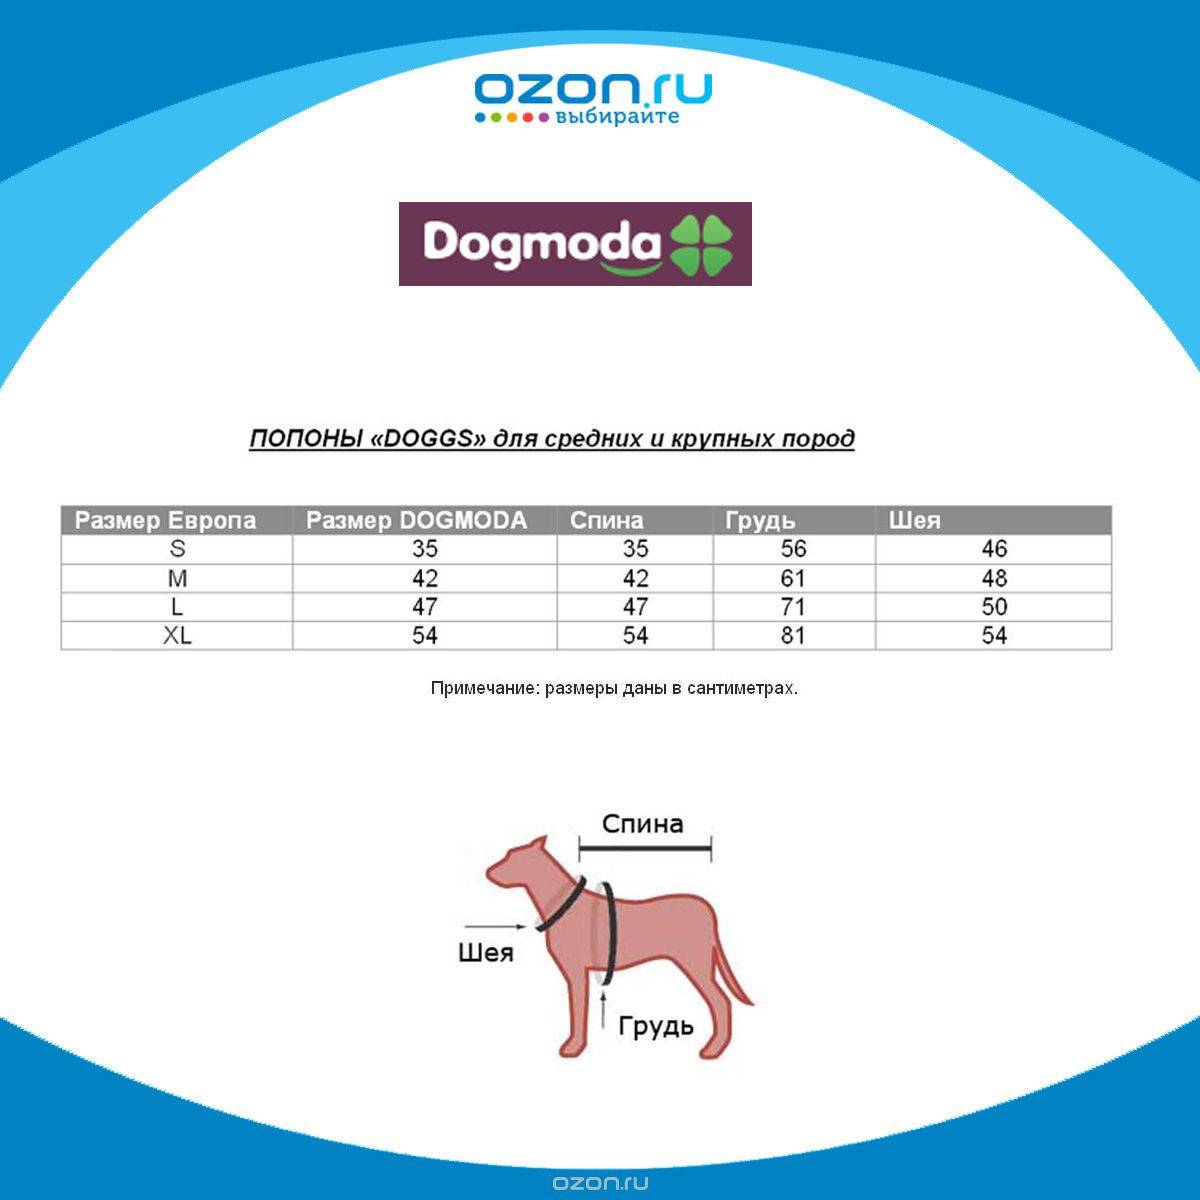 ozon.ru
выбирайте
Dogmoda
ПОПОНЫ «DOGGS» для средних и крупных пород
Размер Европа Размер DOGMODA Спина Грудь Шея
S 35 35 56 46
M 42 42 61 48
L 47 47 71 50
XL 54 54 81 54
Примечание: размеры даны в сантиметрах.
Спина
Шея
Грудь
ozon.ru